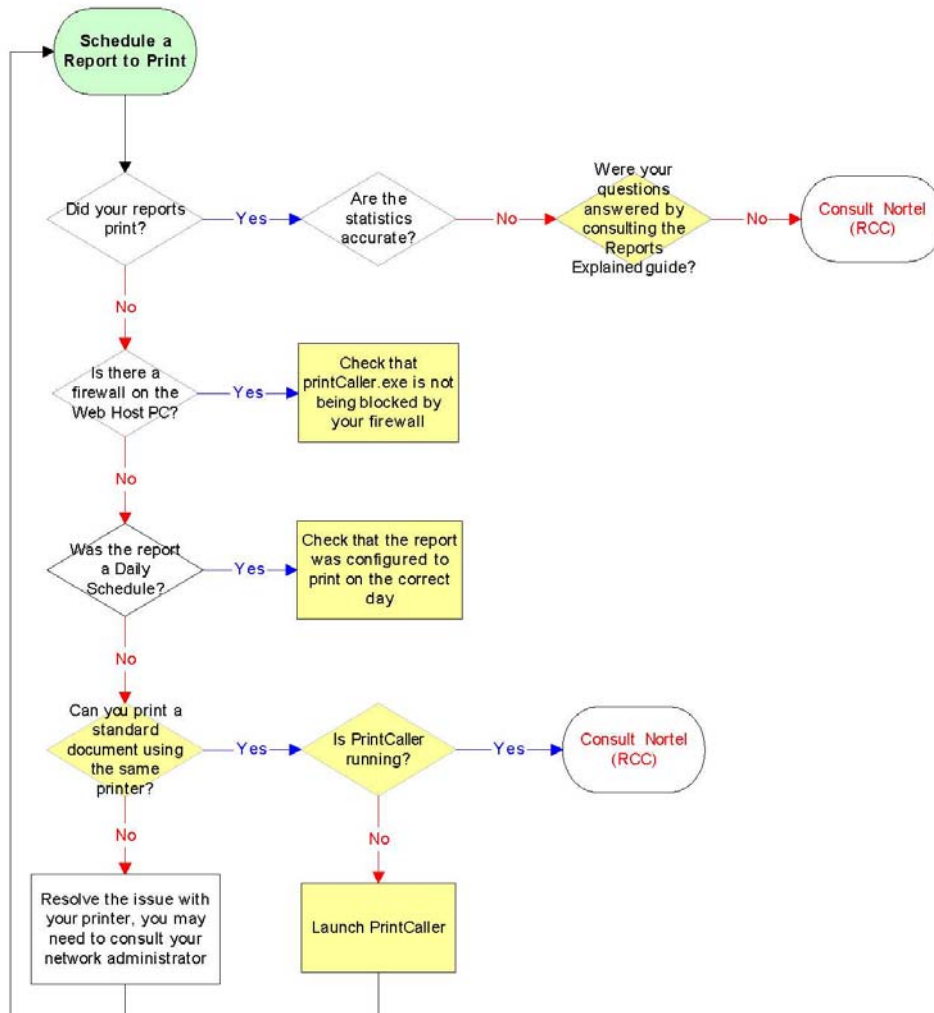 Schedule a
Report to Print
Did your reports
print?
Yes
Are the
statistics
accurate?
No
Were your
questions
answered by
consulting the
Reports
Explained guide?
No
Consult Nortel
(RCC)
No
Is there a
firewall on the
Web Host PC?
Yes
Check that
printCaller.exe is not
being blocked by
your firewall
No
Was the report
a Daily
Schedule?
Yes
Check that the report
was configured to
print on the correct
day
No
Can you print a
standard
document using
the same
printer?
Yes
Is PrintCaller
running?
Yes
Consult Nortel
(RCC)
No
No
Resolve the issue with
your printer, you may
need to consult your
network administrator
Launch PrintCaller